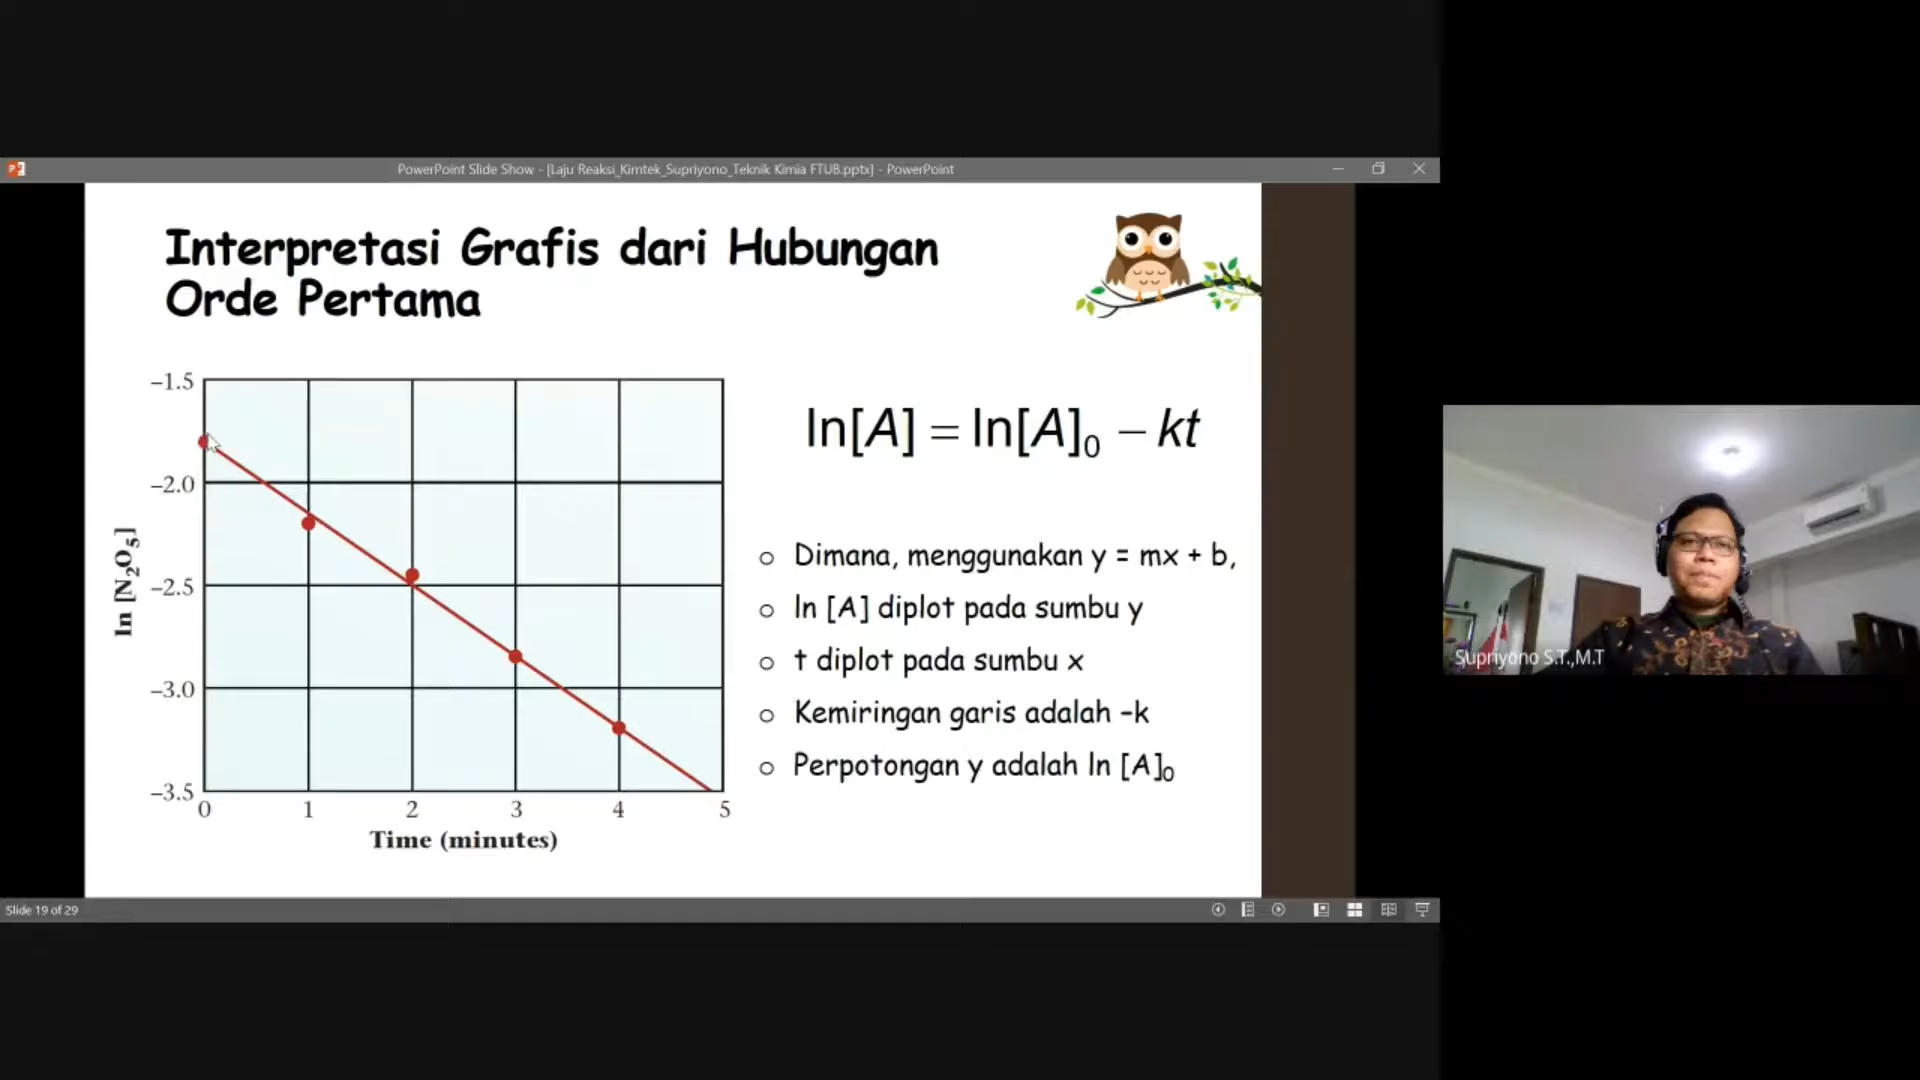 PowerPoint Slide Show - [Laju Reaksi_Kimtek_Supriyono_Teknik Kimia FTUB.pptx] - PowerPoint
Interpretasi Grafis dari Hubungan
Orde Pertama
–1.5
–2.0
–2.5
–3.0
–3.5
ln [N₂O₅]
0 1 2 3 4 5
Time (minutes)
ln[A] = ln[A]₀ − kt
o Dimana, menggunakan y = mx + b,
o ln [A] diplot pada sumbu y
o t diplot pada sumbu x
o Kemiringan garis adalah –k
o Perpotongan y adalah ln [A]₀
Supriyono S.T.,M.T
Slide 19 of 29